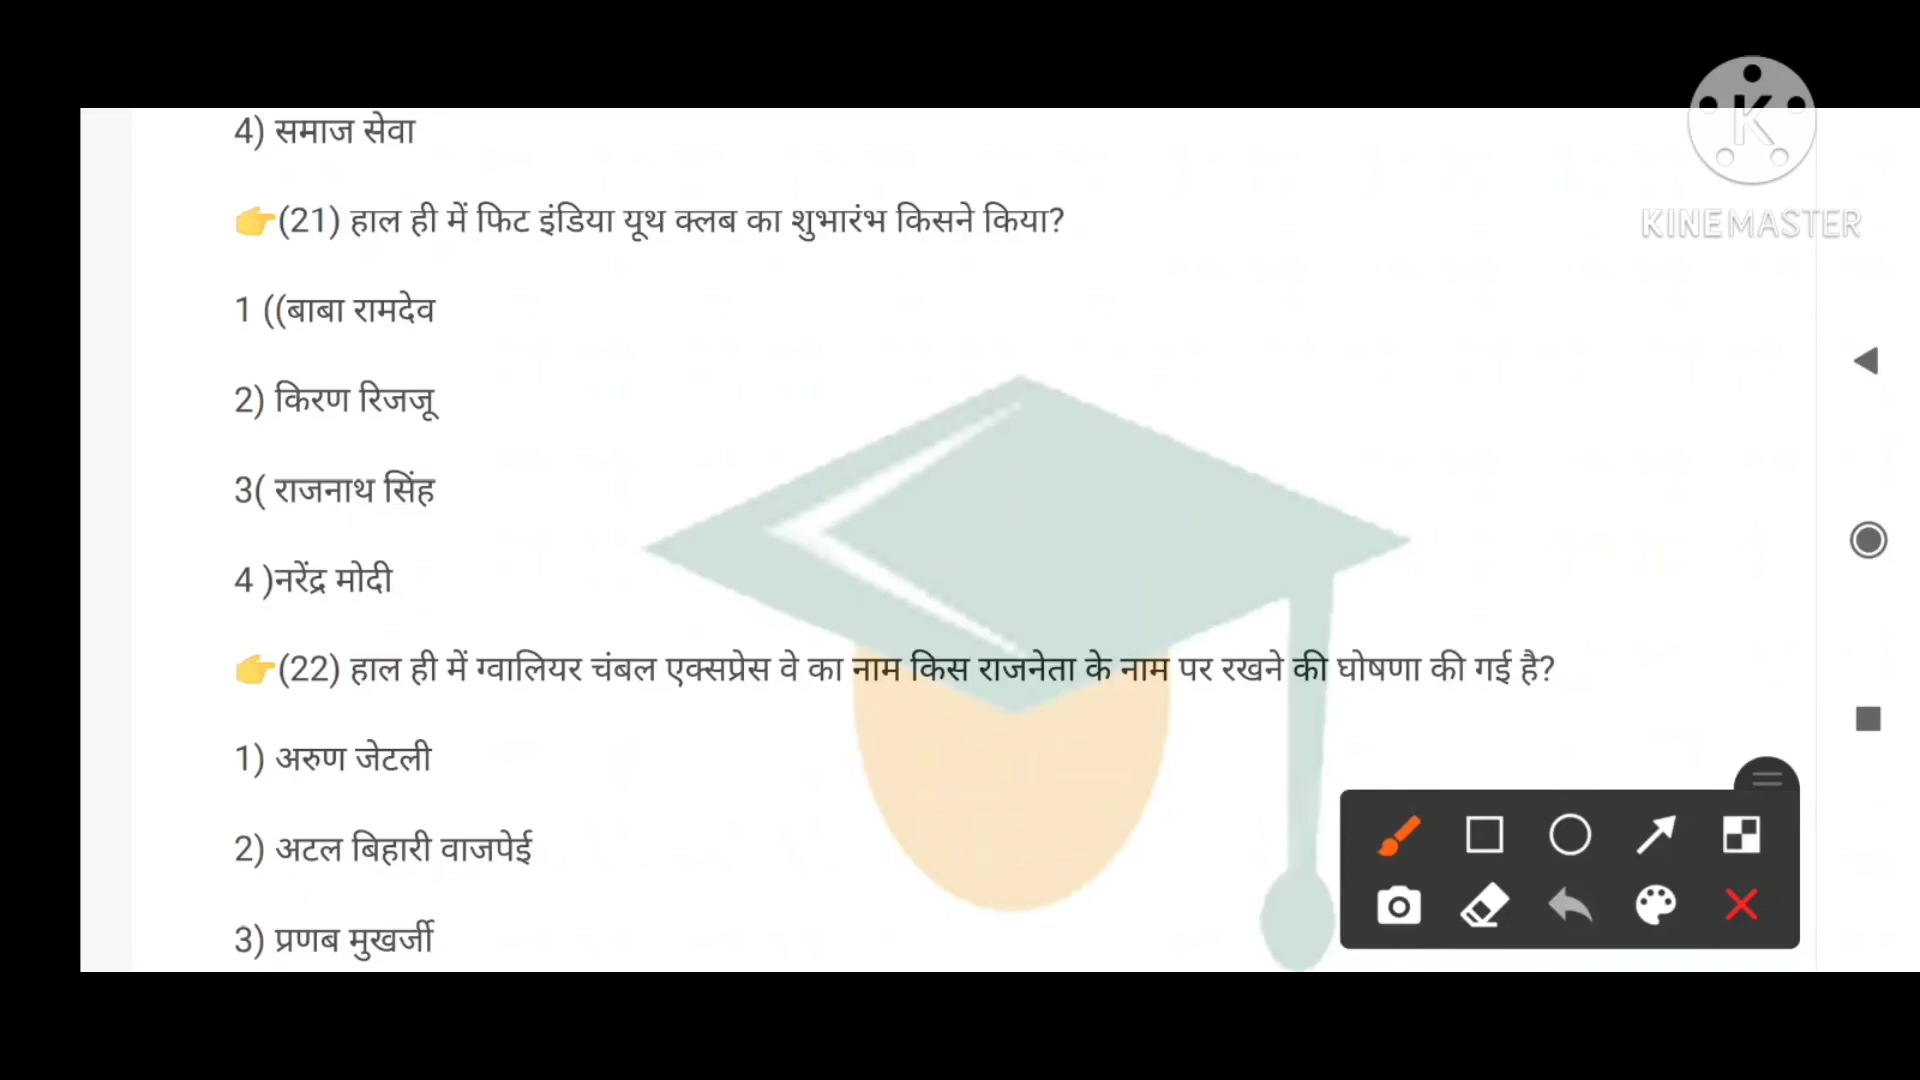 4) समाज सेवा
👉(21) हाल ही में फिट इंडिया यूथ क्लब का शुभारंभ किसने किया?
1 ((बाबा रामदेव
2) किरण रिजजू
3( राजनाथ सिंह
4 )नरेंद्र मोदी
👉(22) हाल ही में ग्वालियर चंबल एक्सप्रेस वे का नाम किस राजनेता के नाम पर रखने की घोषणा की गई है?
1) अरुण जेटली
2) अटल बिहारी वाजपेई
3) प्रणब मुखर्जी
K
KINEMASTER